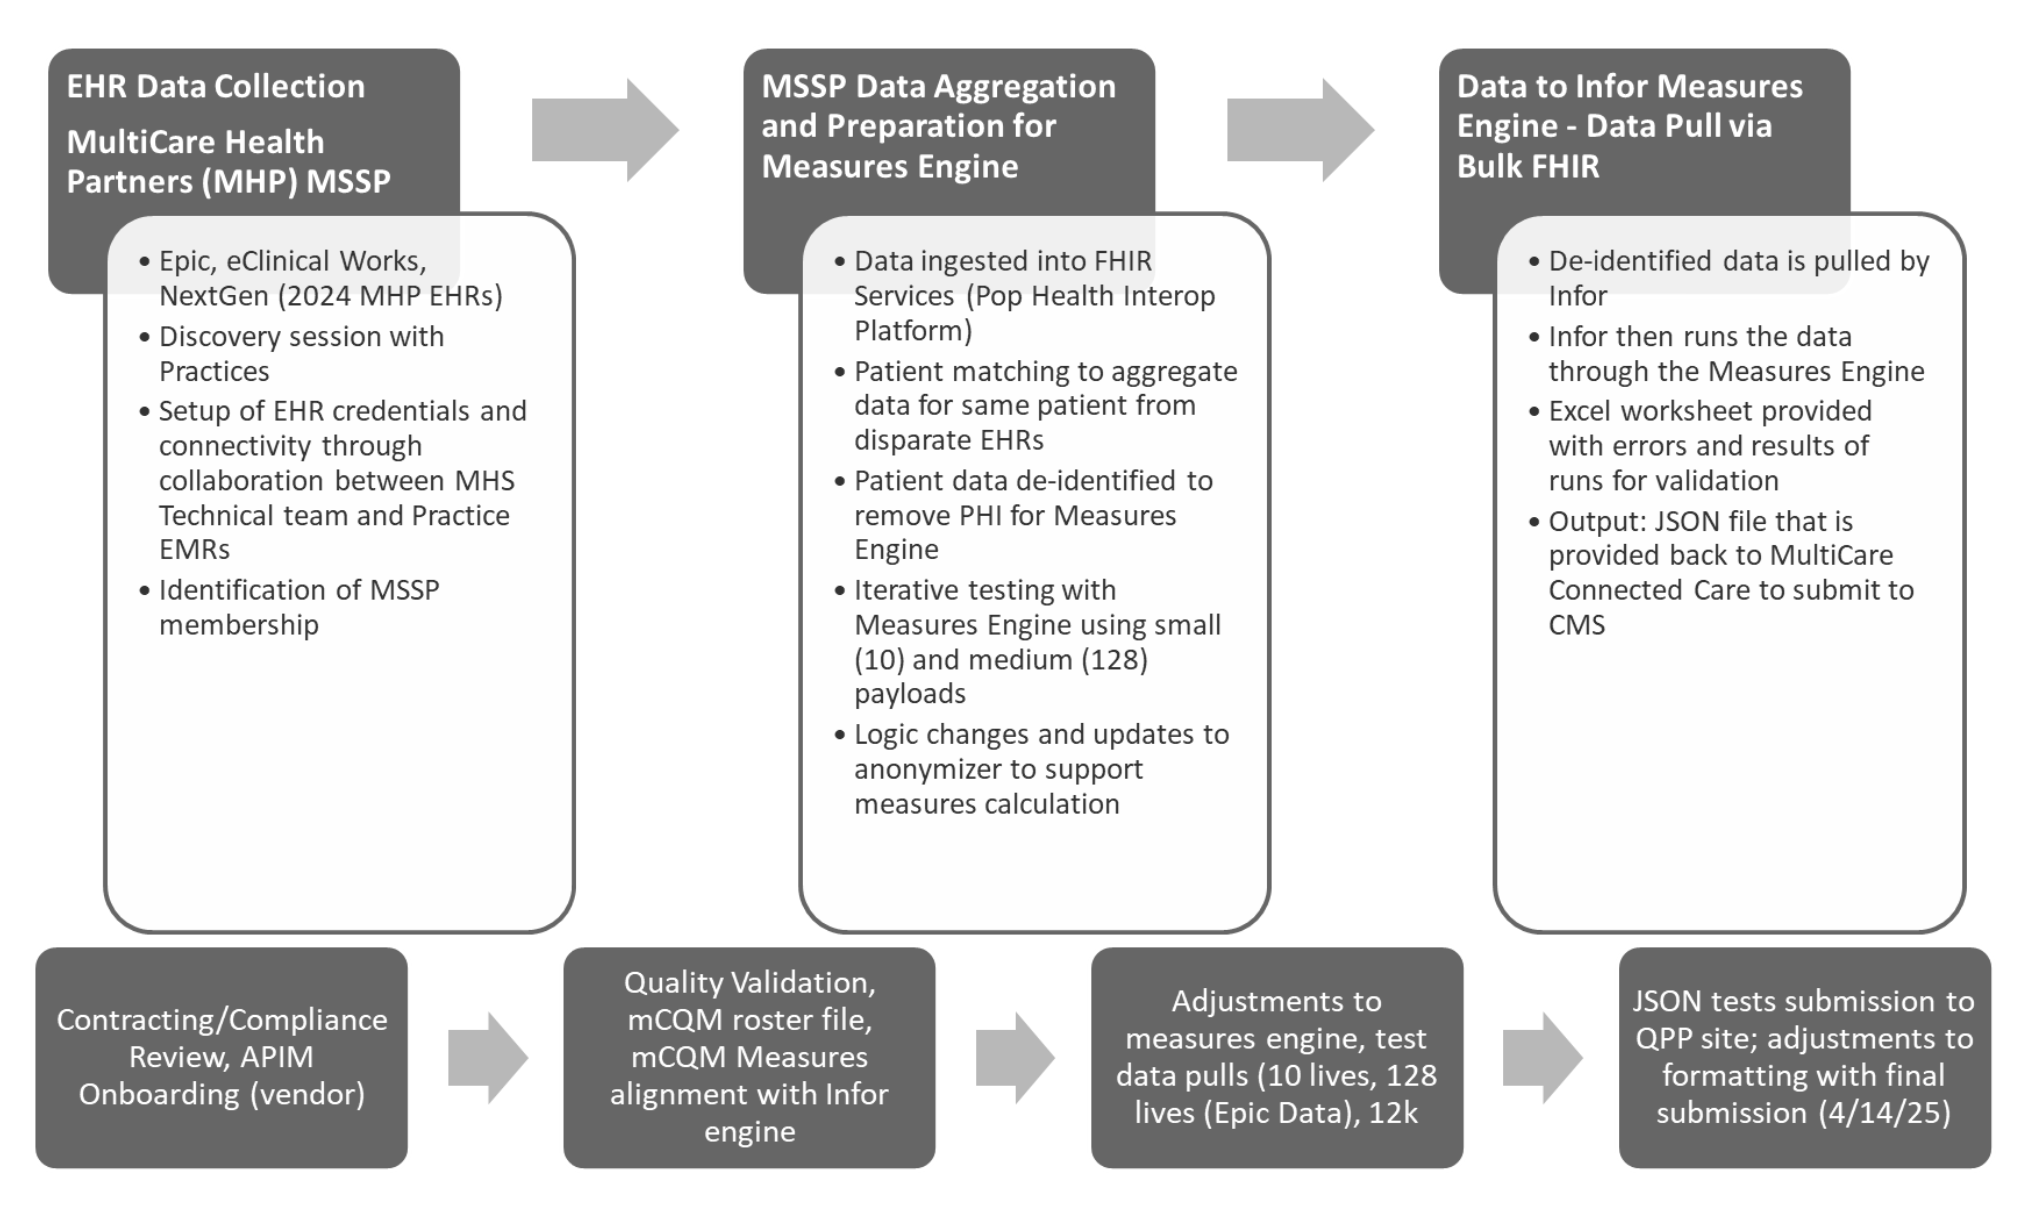 EHR Data Collection
MultiCare Health
Partners (MHP) MSSP
• Epic, eClinical Works,
NextGen (2024 MHP EHRs)
• Discovery session with
Practices
• Setup of EHR credentials and
connectivity through
collaboration between MHS
Technical team and Practice
EMRs
• Identification of MSSP
membership
MSSP Data Aggregation
and Preparation for
Measures Engine
• Data ingested into FHIR
Services (Pop Health Interop
Platform)
• Patient matching to aggregate
data for same patient from
disparate EHRs
• Patient data de-identified to
remove PHI for Measures
Engine
• Iterative testing with
Measures Engine using small
(10) and medium (128)
payloads
• Logic changes and updates to
anonymizer to support
measures calculation
Data to Infor Measures
Engine - Data Pull via
Bulk FHIR
• De-identified data is pulled by
Infor
• Infor then runs the data
through the Measures Engine
• Excel worksheet provided
with errors and results of
runs for validation
• Output: JSON file that is
provided back to MultiCare
Connected Care to submit to
CMS
Contracting/Compliance
Review, APIM
Onboarding (vendor)
Quality Validation,
mCQM roster file,
mCQM Measures
alignment with Infor
engine
Adjustments to
measures engine, test
data pulls (10 lives, 128
lives (Epic Data), 12k
JSON tests submission to
QPP site; adjustments to
formatting with final
submission (4/14/25)